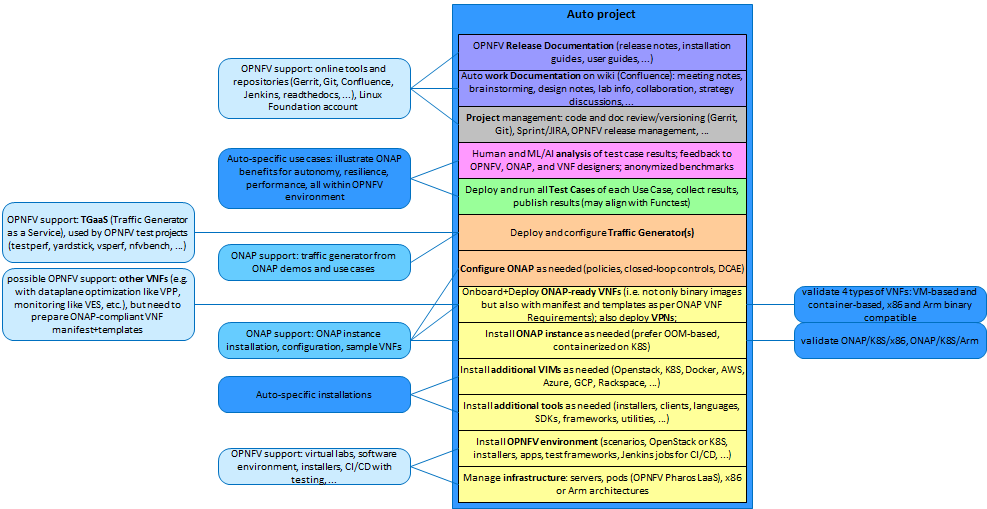 Auto project
OPNFV Release Documentation (release notes, installation
guides, user guides, ...)
Auto work Documentation on wiki (Confluence): meeting notes,
brainstorming, design notes, lab info, collaboration, strategy
discussions, ...
Project management: code and doc review/versioning (Gerrit,
Git), Sprint/JIRA, OPNFV release management, ...
Human and ML/AI analysis of test case results; feedback to
OPNFV, ONAP, and VNF designers; anonymized benchmarks
Deploy and run all Test Cases of each Use Case, collect results,
publish results (may align with Functest)
Deploy and configure Traffic Generator(s)
Configure ONAP as needed (policies, closed-loop controls, DCAE)
Onboard+Deploy ONAP-ready VNFs (i.e. not only binary images
but also with manifest and templates as per ONAP VNF
Requirements); also deploy VPNs;
Install ONAP instance as needed (prefer OOM-based,
containerized on K8S)
Install additional VIMs as needed (Openstack, K8S, Docker, AWS,
Azure, GCP, Rackspace, ...)
Install additional tools as needed (installers, clients, languages,
SDKs, frameworks, utilities, ...)
Install OPNFV environment (scenarios, OpenStack or K8S,
installers, apps, test frameworks, Jenkins jobs for CI/CD, ...)
Manage infrastructure: servers, pods (OPNFV Pharos LaaS), x86
or Arm architectures
OPNFV support: online tools and
repositories (Gerrit, Git, Confluence,
Jenkins, readthedocs, ...), Linux
Foundation account
Auto-specific use cases: illustrate ONAP
benefits for autonomy, resilience,
performance, all within OPNFV
environment
OPNFV support: TGaaS (Traffic Generator
as a Service), used by OPNFV test projects
(testperf, yardstick, vsperf, nfvbench, ...)
ONAP support: traffic generator from
ONAP demos and use cases
possible OPNFV support: other VNFs (e.g.
with dataplane optimization like VPP,
monitoring like VES, etc.), but need to
prepare ONAP-compliant VNF
manifest+templates
ONAP support: ONAP instance
installation, configuration, sample VNFs
Auto-specific installations
OPNFV support: virtual labs, software
environment, installers, CI/CD with
testing, ...
validate 4 types of VNFs: VM-based and
container-based, x86 and Arm binary
compatible
validate ONAP/K8S/x86, ONAP/K8S/Arm